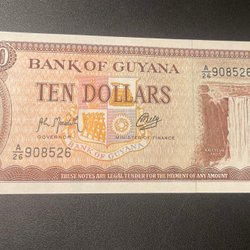 0
BANK OF GUYANA
A/26 908526
TEN DOLLARS
GOVERNOR
MINISTER OF FINANCE
A/26 908526
BANK OF GUYANA
THESE NOTES ARE LEGAL TENDER FOR THE PAYMENT OF ANY AMOUNT